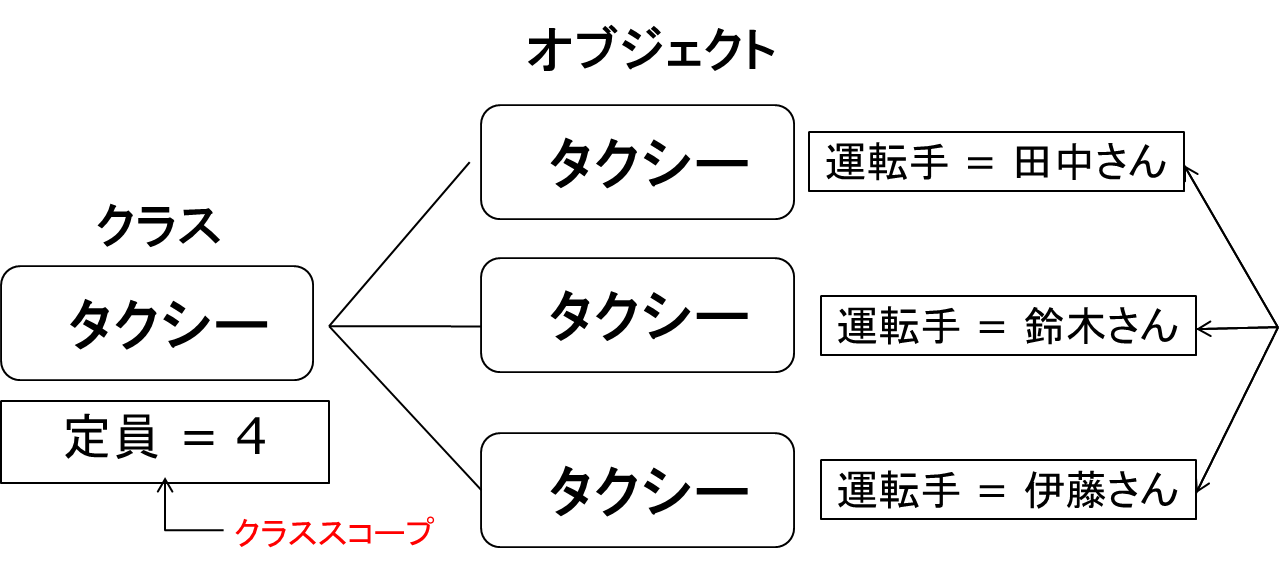 オブジェクト
タクシー
運転手 = 田中さん
クラス
タクシー
タクシー
運転手 = 鈴木さん
定員 = 4
タクシー
運転手 = 伊藤さん
クラススコープ